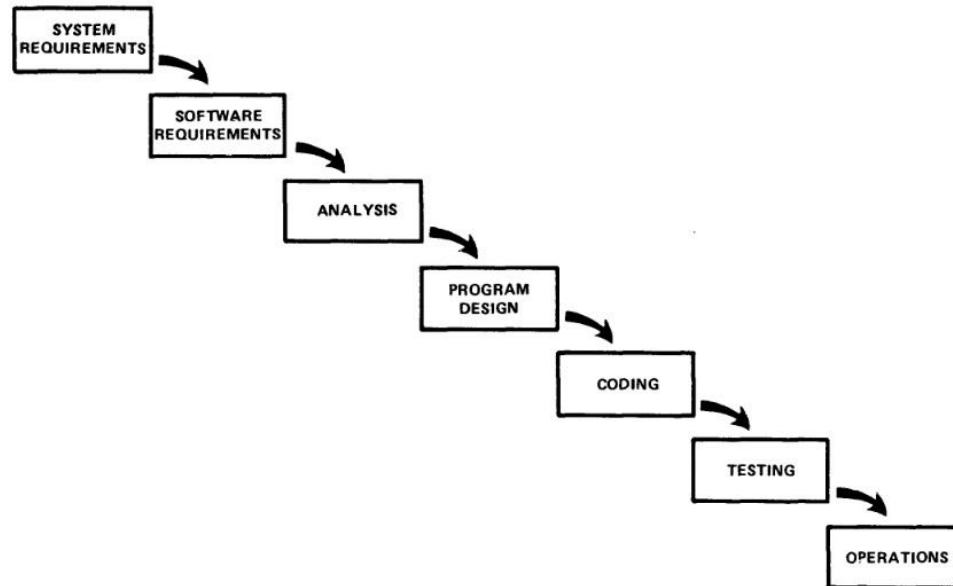 SYSTEM
REQUIREMENTS
SOFTWARE
REQUIREMENTS
ANALYSIS
PROGRAM
DESIGN
CODING
TESTING
OPERATIONS